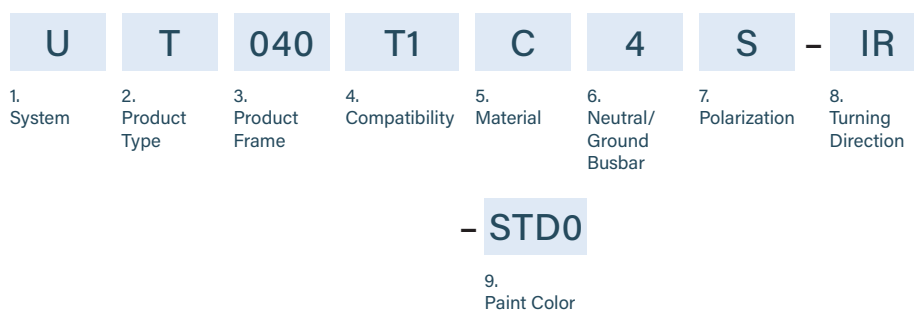 U T 040 T1 C 4 S – IR
1. 2. 3. 4. 5. 6. 7. 8.
System Product Product Compatibility Material Neutral/ Polarization Turning
Type Frame Ground Direction
Busbar
– STD0
9.
Paint Color